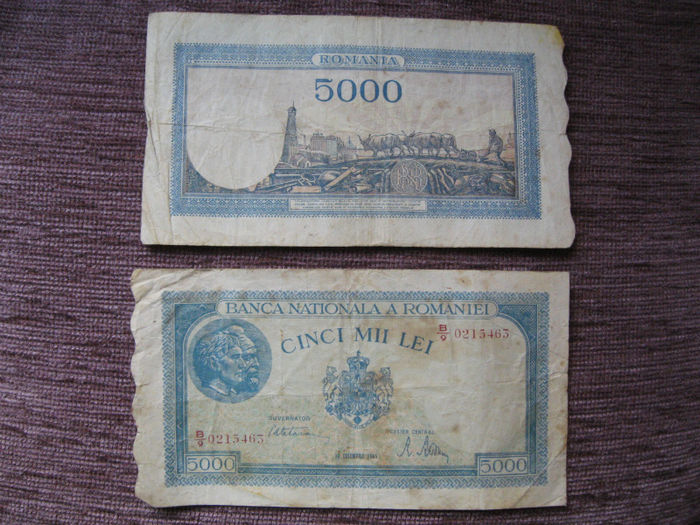 ROMANIA
5000
BANCA NATIONALA A ROMANIEI
B/9 0215463
CINCI MII LEI
GUVERNATOR
CASIER CENTRAL
B/9 0215463
5000
5000